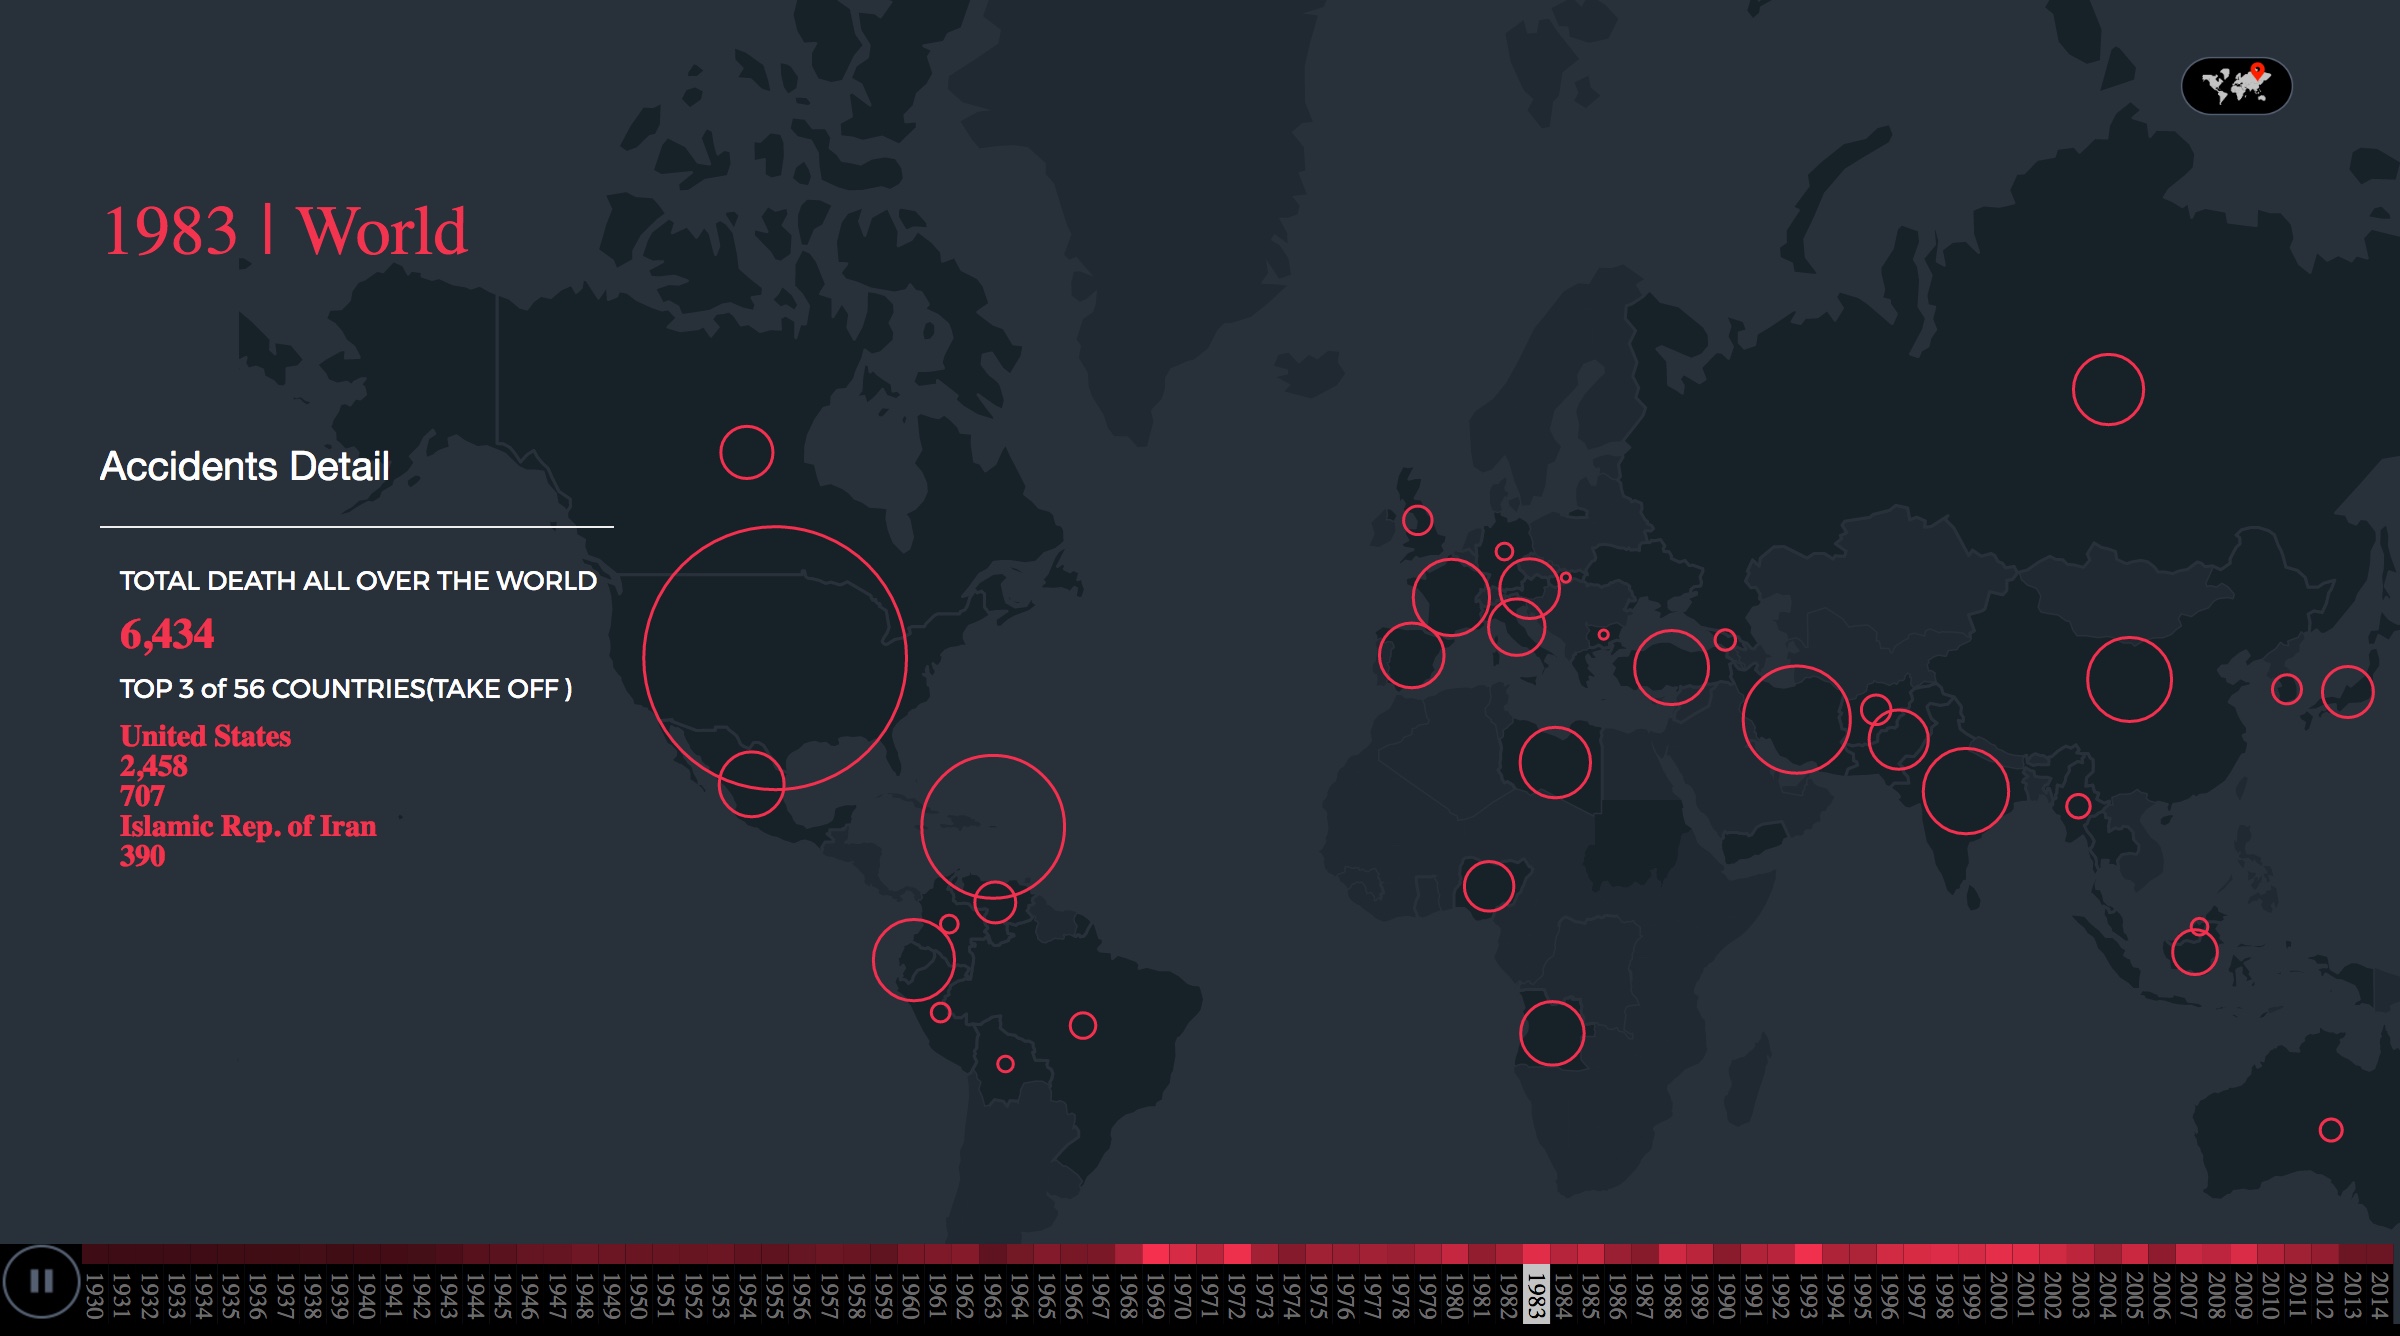 1983 | World
Accidents Detail
TOTAL DEATH ALL OVER THE WORLD
6,434
TOP 3 of 56 COUNTRIES(TAKE OFF )
United States
2,458
707
Islamic Rep. of Iran
390
1930 1931 1932 1933 1934 1935 1936 1937 1938 1939 1940 1941 1942 1943 1944 1945 1946 1947 1948 1949 1950 1951 1952 1953 1954 1955 1956 1957 1958 1959 1960 1961 1962 1963 1964 1965 1966 1967 1968 1969 1970 1971 1972 1973 1974 1975 1976 1977 1978 1979 1980 1981 1982 1983 1984 1985 1986 1987 1988 1989 1990 1991 1992 1993 1994 1995 1996 1997 1998 1999 2000 2001 2002 2003 2004 2005 2006 2007 2008 2009 2010 2011 2012 2013 2014